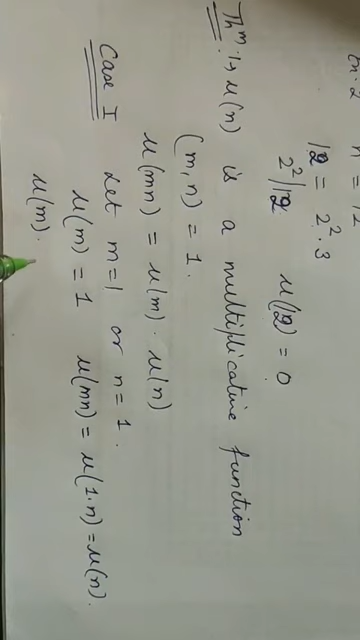 n = 12
12 = 2² · 3
2² | 12 μ(12) = 0
Thm · 1 → μ(n) is a multiplicative function
(m, n) = 1.
μ(mn) = μ(m) · μ(n)
Case I Let m = 1 or n = 1.
μ(m) = 1 μ(mn) = μ(1·n) = μ(n).
μ(m).